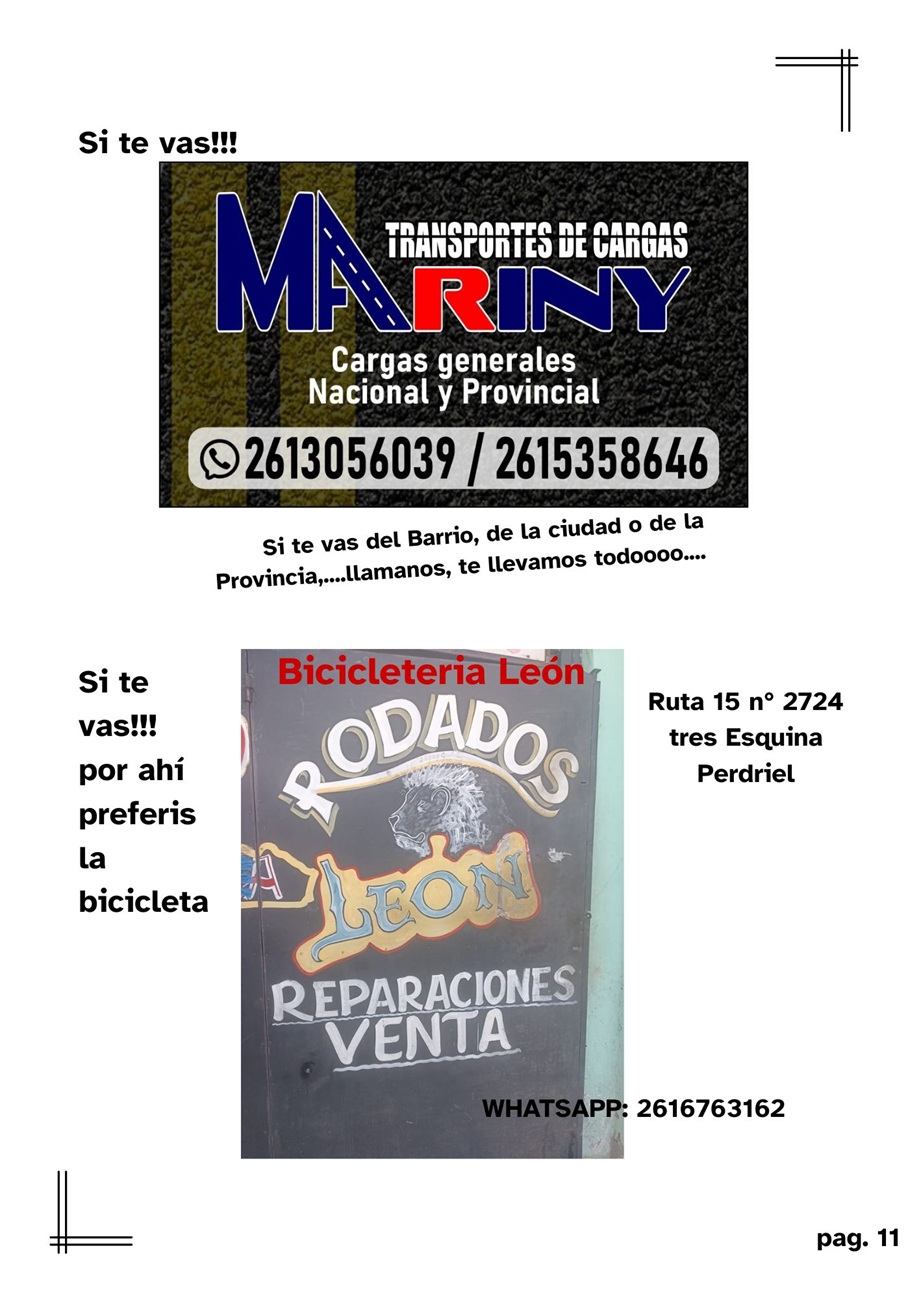 Si te vas!!!
TRANSPORTES DE CARGAS
MARINY
Cargas generales
Nacional y Provincial
2613056039 / 2615358646
Si te vas del Barrio, de la ciudad o de la
Provincia,....llamanos, te llevamos todoooo....
Si te
vas!!!
por ahí
preferis
la
bicicleta
Bicicleteria León
RODADOS
LEÓN
REPARACIONES
VENTA
Ruta 15 n° 2724
tres Esquina
Perdriel
WHATSAPP: 2616763162
pag. 11